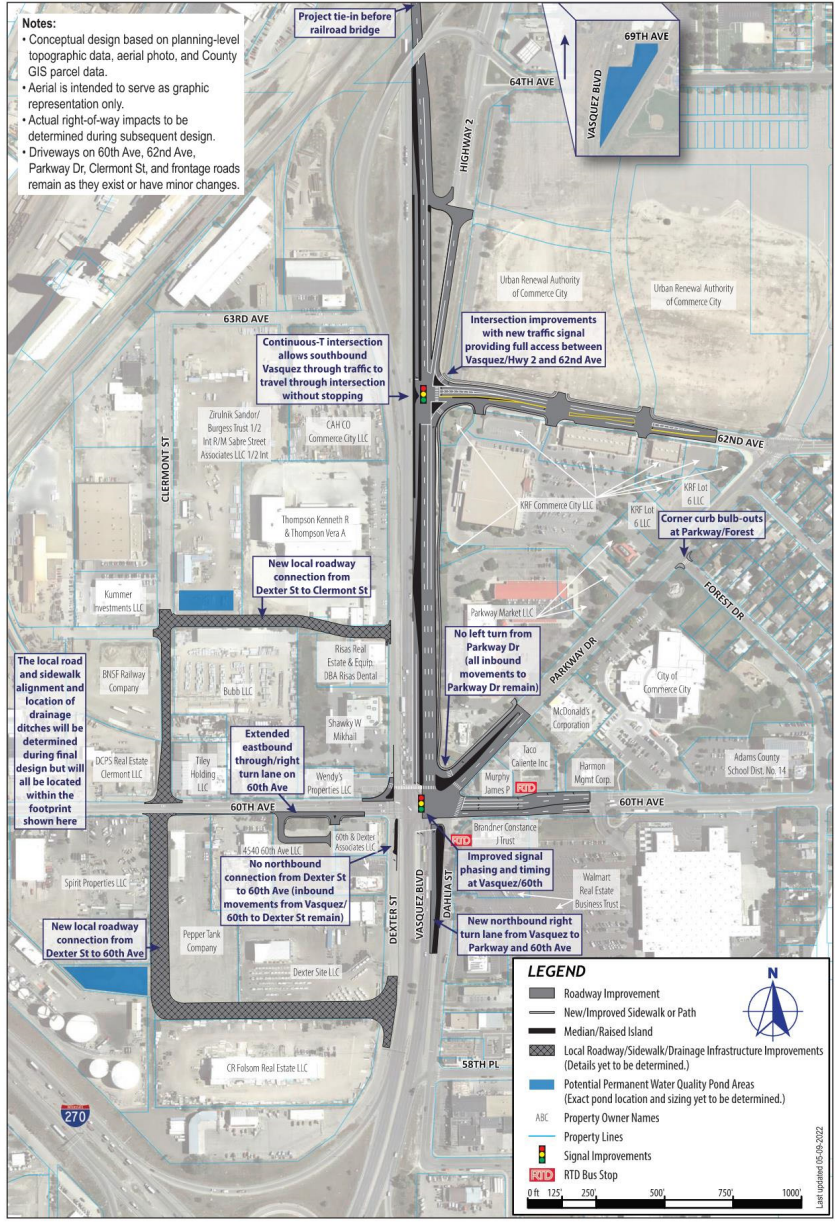 Notes:
• Conceptual design based on planning-level
topographic data, aerial photo, and County
GIS parcel data.
• Aerial is intended to serve as graphic
representation only.
• Actual right-of-way impacts to be
determined during subsequent design.
• Driveways on 60th Ave, 62nd Ave,
Parkway Dr, Clermont St, and frontage roads
remain as they exist or have minor changes.
Project tie-in before
railroad bridge
69TH AVE
VASQUEZ BLVD
64TH AVE
HIGHWAY 2
Urban Renewal Authority
of Commerce City
Urban Renewal Authority
of Commerce City
63RD AVE
Intersection improvements
with new traffic signal
providing full access between
Vasquez/Hwy 2 and 62nd Ave
Continuous-T intersection
allows southbound
Vasquez through traffic to
travel through intersection
without stopping
Zirulnik Sandor/
Burgess Trust 1/2
Int R/M Sabre Street
Associates LLC 1/2 Int
CAH CO
Commerce City LLC
62ND AVE
CLERMONT ST
KRF Commerce City LLC
KRF Lot
6 LLC
KRF Lot
6 LLC
Thompson Kenneth R
& Thompson Vera A
Corner curb bulb-outs
at Parkway/Forest
New local roadway
connection from
Dexter St to Clermont St
Kummer
Investments LLC
Parkway Market LLC
FOREST DR
No left turn from
Parkway Dr
(all inbound
movements to
Parkway Dr remain)
PARKWAY DR
The local road
and sidewalk
alignment and
location of
drainage
ditches will be
determined
during final
design but will
all be located
within the
footprint
shown here
BNSF Railway
Company
Bubb LLC
Risas Real
Estate & Equip.
DBA Risas Dental
City of
Commerce City
Shawky W
Mikhail
McDonald's
Corporation
Extended
eastbound
through/right
turn lane on
60th Ave
DCPS Real Estate
Clermont LLC
Tiley
Holding
LLC
Wendy's
Properties LLC
Taco
Caliente Inc
Murphy
James P
Harmon
Mgmt Corp.
Adams County
School Dist. No. 14
RTD
60TH AVE
60TH AVE
4540 60th Ave LLC
60th & Dexter
Associates LLC
Brandner Constance
J Trust
RTD
No northbound
connection from Dexter St
to 60th Ave (inbound
movements from Vasquez/
60th to Dexter St remain)
Improved signal
phasing and timing
at Vasquez/60th
Spirit Properties LLC
Walmart
Real Estate
Business Trust
DEXTER ST
VASQUEZ BLVD
DAHLIA ST
New local roadway
connection from
Dexter St to 60th Ave
Pepper Tank
Company
New northbound right
turn lane from Vasquez to
Parkway and 60th Ave
Dexter Site LLC
CR Folsom Real Estate LLC
58TH PL
270
LEGEND
N
Roadway Improvement
New/Improved Sidewalk or Path
Median/Raised Island
Local Roadway/Sidewalk/Drainage Infrastructure Improvements
(Details yet to be determined.)
Potential Permanent Water Quality Pond Areas
(Exact pond location and sizing yet to be determined.)
ABC Property Owner Names
Property Lines
Signal Improvements
RTD RTD Bus Stop
0 ft 125' 250' 500' 750' 1000'
Last updated 05-09-2022